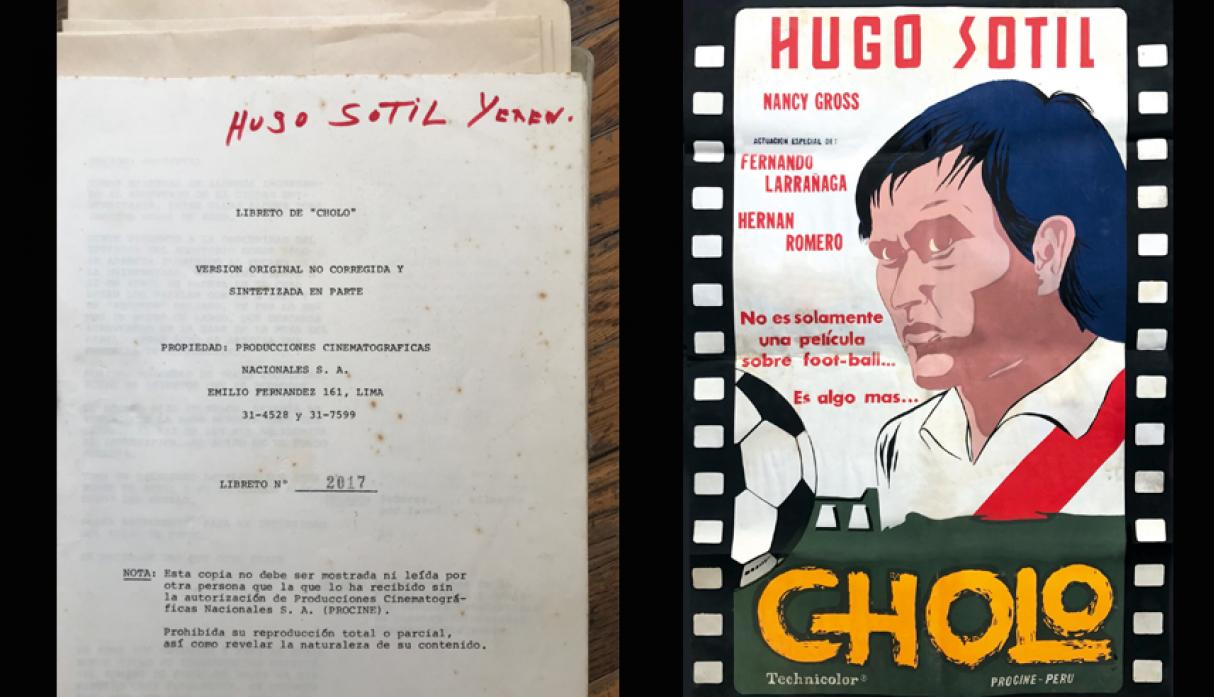 HUGO SOTIL YEREN.
LIBRETO DE "CHOLO"
VERSION ORIGINAL NO CORREGIDA Y
SINTETIZADA EN PARTE
PROPIEDAD: PRODUCCIONES CINEMATOGRAFICAS
NACIONALES S. A.
EMILIO FERNANDEZ 161, LIMA
31-4528 y 31-7599
LIBRETO N° 2017
NOTA: Esta copia no debe ser mostrada ni leída por
otra persona que la que lo ha recibido sin
la autorización de Producciones Cinematográ-
ficas Nacionales S. A. (PROCINE).
Prohibida su reproducción total o parcial,
así como revelar la naturaleza de su contenido.
HUGO SOTIL
NANCY GROSS
ACTUACION ESPECIAL DE:
FERNANDO
LARRAÑAGA
HERNAN
ROMERO
No es solamente
una película
sobre foot-ball...
Es algo mas...
CHOLO
Technicolor®
PROCINE-PERU